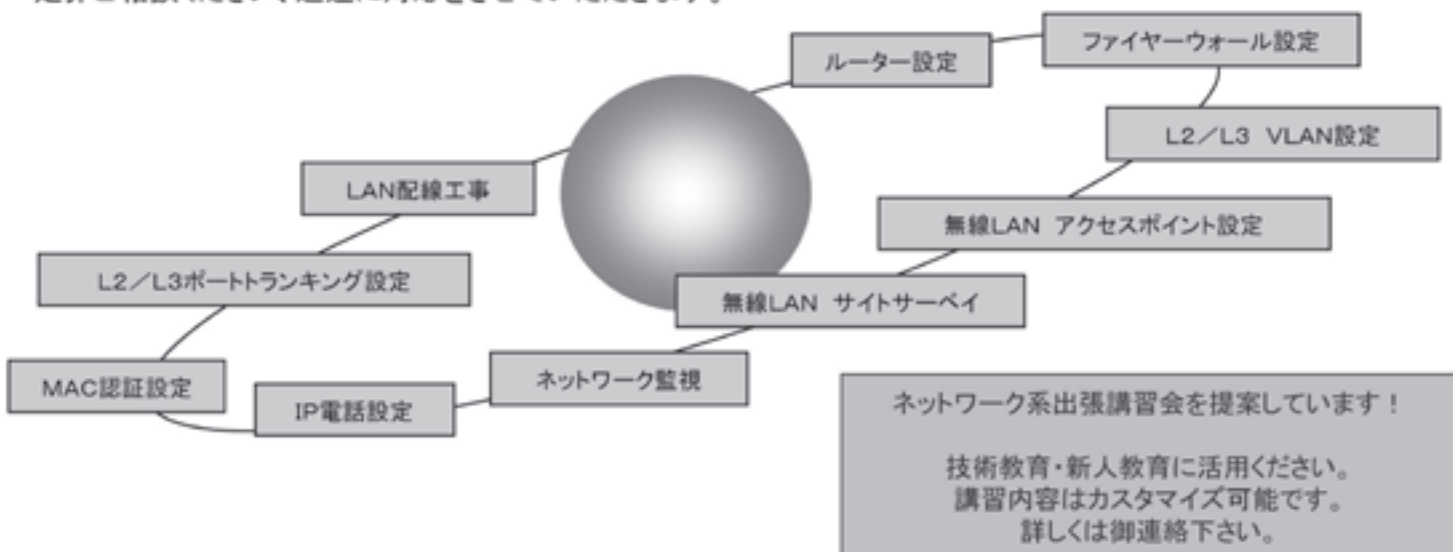 ルーター設定
ファイヤーウォール設定
L2／L3　VLAN設定
LAN配線工事
無線LAN　アクセスポイント設定
L2／L3ポートトランキング設定
無線LAN　サイトサーベイ
MAC認証設定
IP電話設定
ネットワーク監視
ネットワーク系出張講習会を提案しています！
技術教育・新人教育に活用ください。
講習内容はカスタマイズ可能です。
詳しくは御連絡下さい。